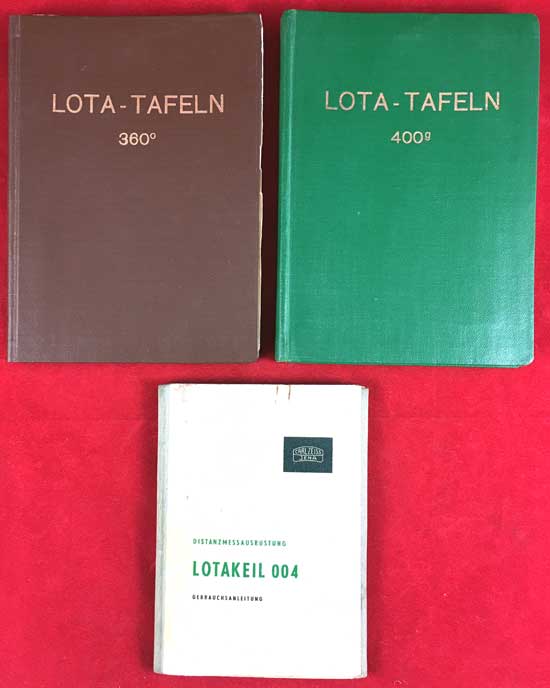 LOTA - TAFELN
360°
LOTA - TAFELN
400g
CARL ZEISS
JENA
DISTANZMESSAUSRÜSTUNG
LOTAKEIL 004
GEBRAUCHSANLEITUNG